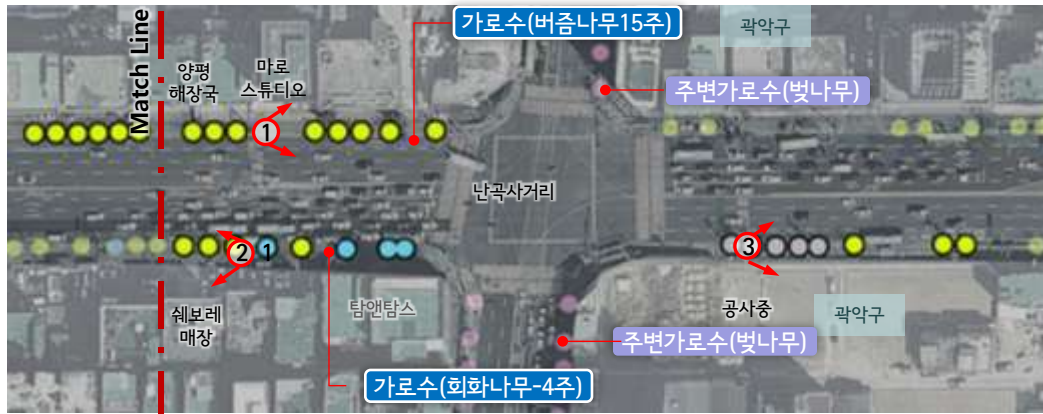 가로수(버즘나무15주)
곽악구
Match Line
양평
해장국
마로
스튜디오
주변가로수(벚나무)
1
난곡사거리
2
1
3
쉐보레
매장
탐앤탐스
공사중
곽악구
주변가로수(벚나무)
가로수(회화나무-4주)